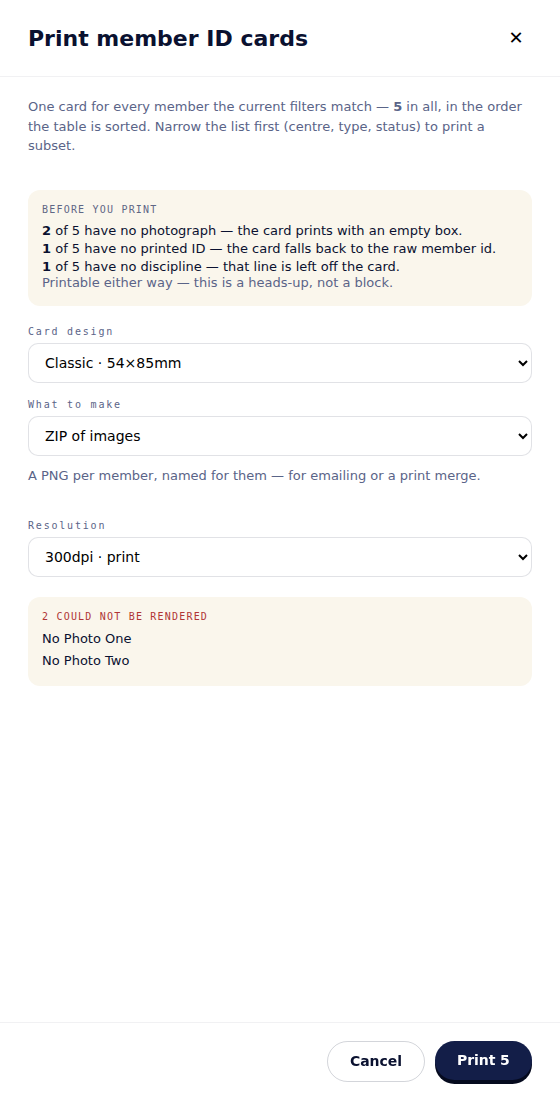 Print member ID cards
✕
One card for every member the current filters match — 5 in all, in the order
the table is sorted. Narrow the list first (centre, type, status) to print a
subset.
BEFORE YOU PRINT
2 of 5 have no photograph — the card prints with an empty box.
1 of 5 have no printed ID — the card falls back to the raw member id.
1 of 5 have no discipline — that line is left off the card.
Printable either way — this is a heads-up, not a block.
Card design
Classic · 54×85mm
What to make
ZIP of images
A PNG per member, named for them — for emailing or a print merge.
Resolution
300dpi · print
2 COULD NOT BE RENDERED
No Photo One
No Photo Two
Cancel
Print 5